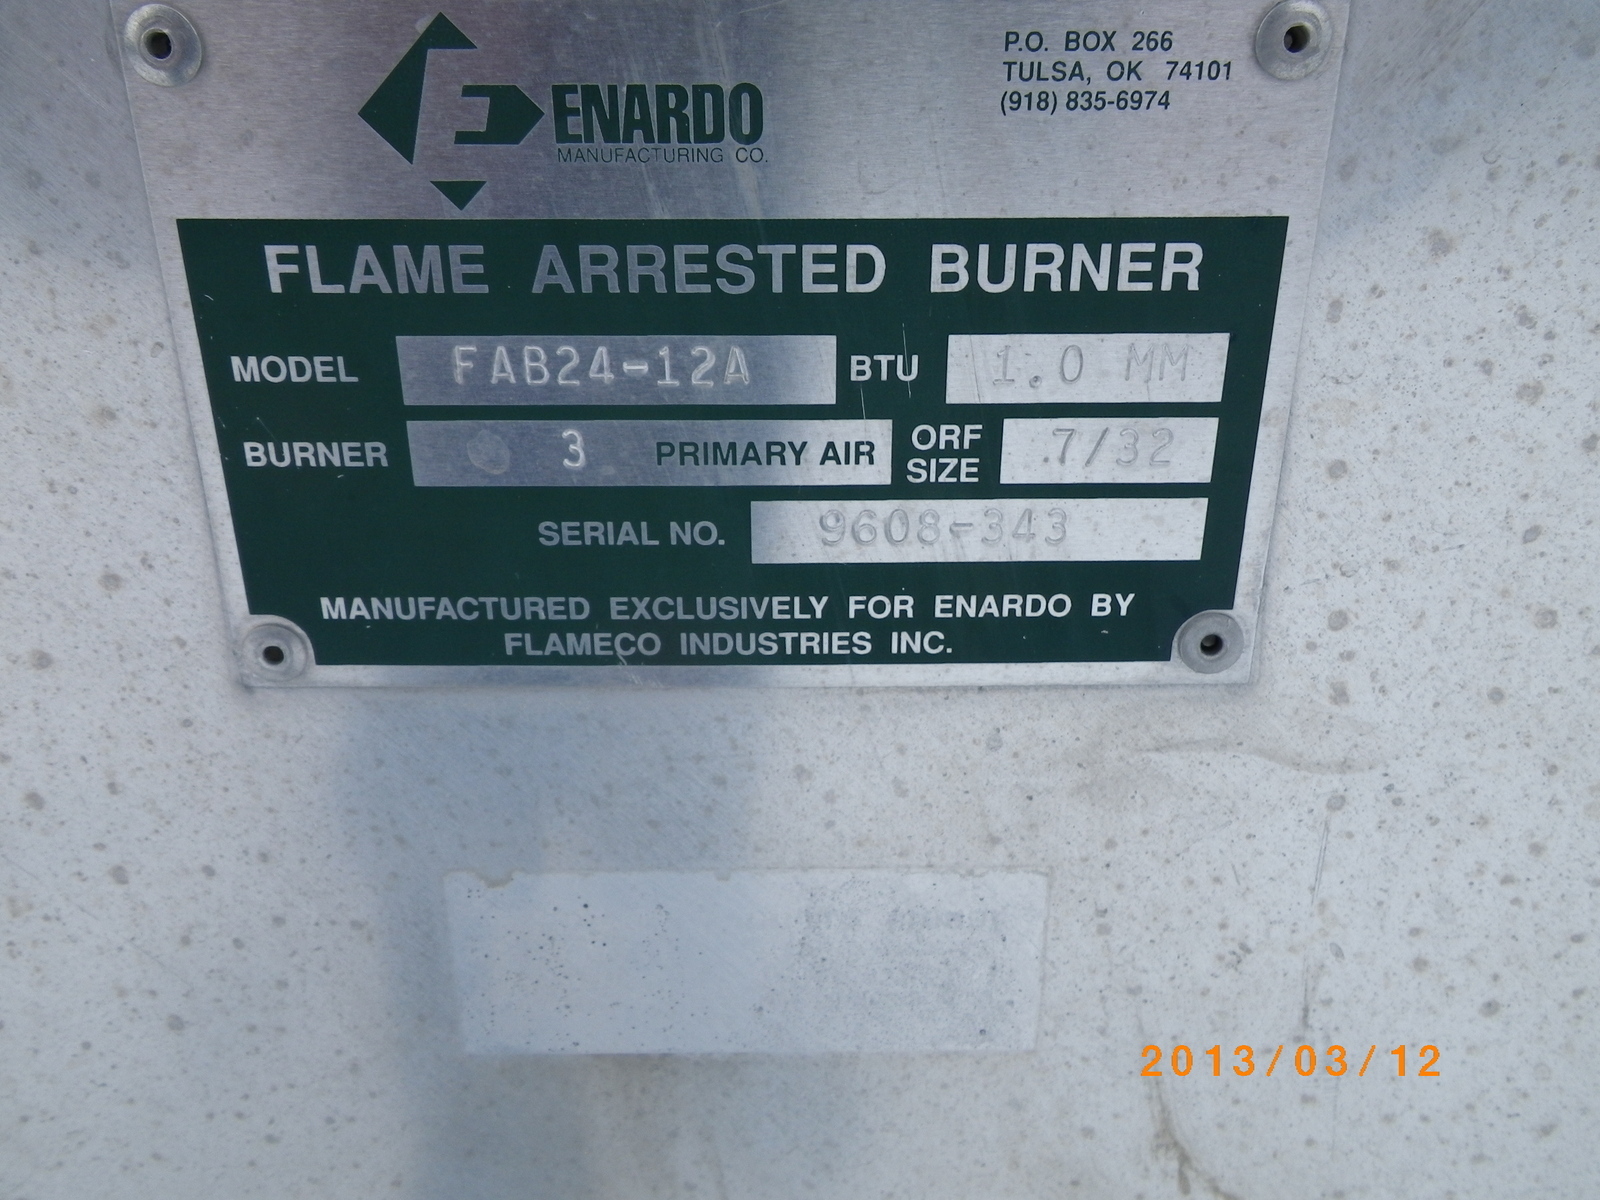 ENARDO
MANUFACTURING CO.
P.O. BOX 266
TULSA, OK 74101
(918) 835-6974
FLAME ARRESTED BURNER
MODEL FAB24-12A BTU 1.0 MM
BURNER 3 PRIMARY AIR ORF SIZE 7/32
SERIAL NO. 9608-343
MANUFACTURED EXCLUSIVELY FOR ENARDO BY
FLAMECO INDUSTRIES INC.
2013/03/12